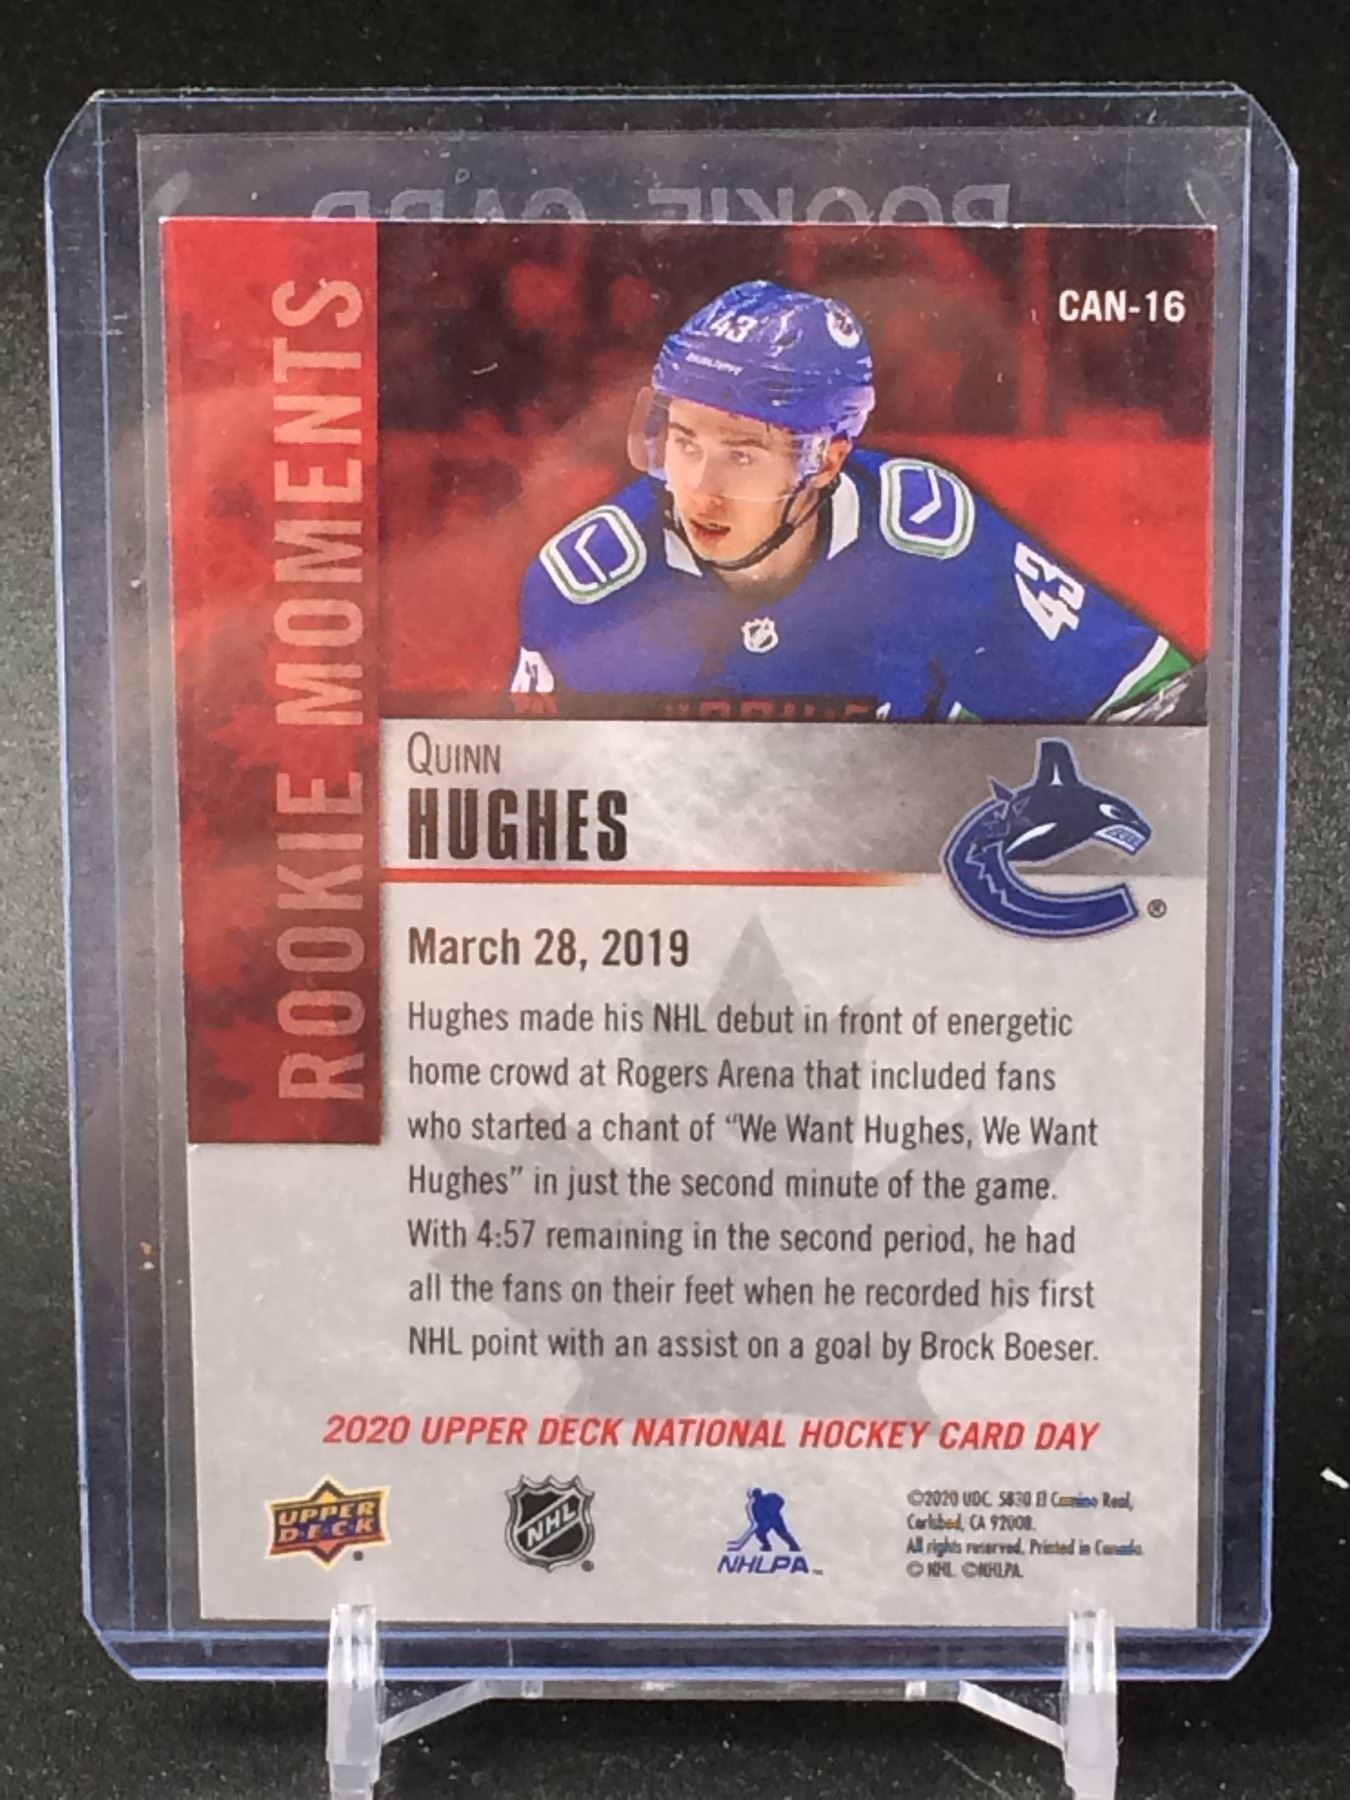 ROOKIE CARD
CAN-16
43
43
ROOKIE MOMENTS
QUINN
HUGHES
March 28, 2019
Hughes made his NHL debut in front of energetic
home crowd at Rogers Arena that included fans
who started a chant of “We Want Hughes, We Want
Hughes” in just the second minute of the game.
With 4:57 remaining in the second period, he had
all the fans on their feet when he recorded his first
NHL point with an assist on a goal by Brock Boeser.
2020 UPPER DECK NATIONAL HOCKEY CARD DAY
UPPER
DECK
NHL
NHLPA
©2020 UDC. 5830 El Camino Real,
Carlsbad, CA 92008.
All rights reserved. Printed in Canada.
© NHL ©NHLPA.